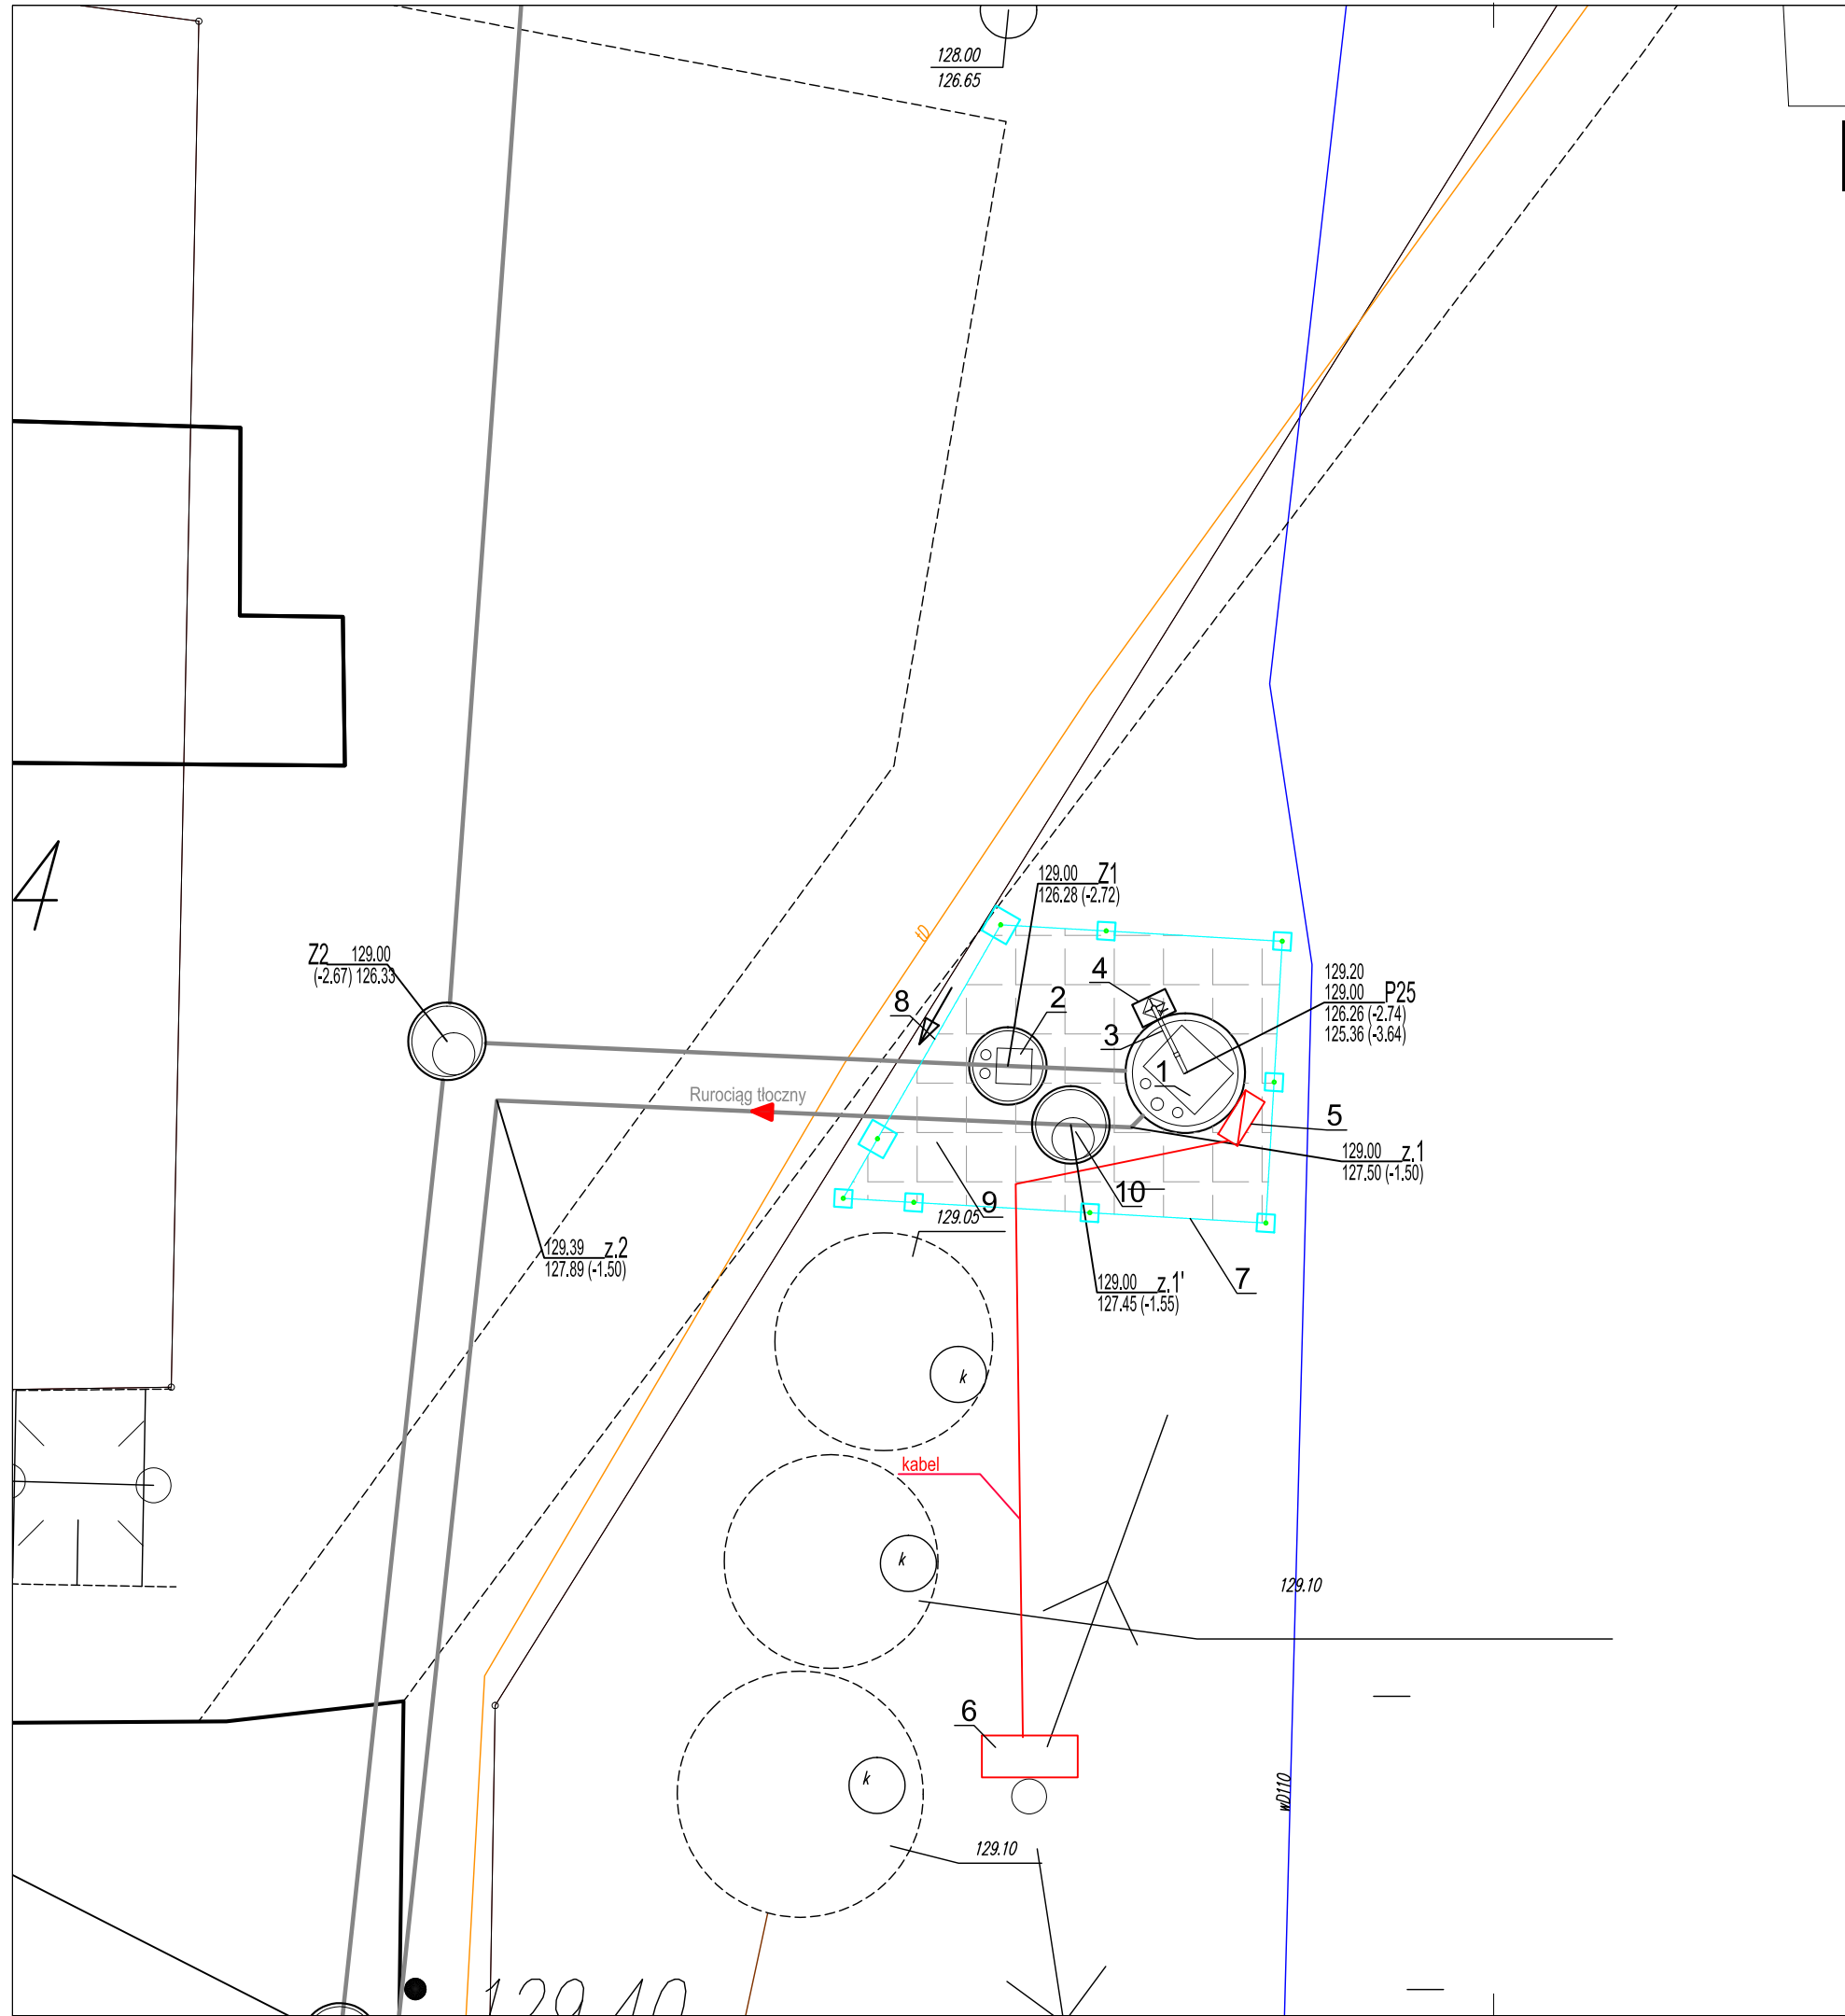 128.00
126.65
4
129.00 Z1
126.28 (-2.72)
tD
Z2 129.00
(-2.67) 126.33
8
2
4
3
1
129.20
129.00 P25
126.26 (-2.74)
125.36 (-3.64)
Rurociąg tłoczny
5
129.00 z.1
127.50 (-1.50)
10
9
129.05
129.39 z.2
127.89 (-1.50)
129.00 z.1'
127.45 (-1.55)
7
k
kabel
k
129.10
6
k
wD110
129.10
129.10